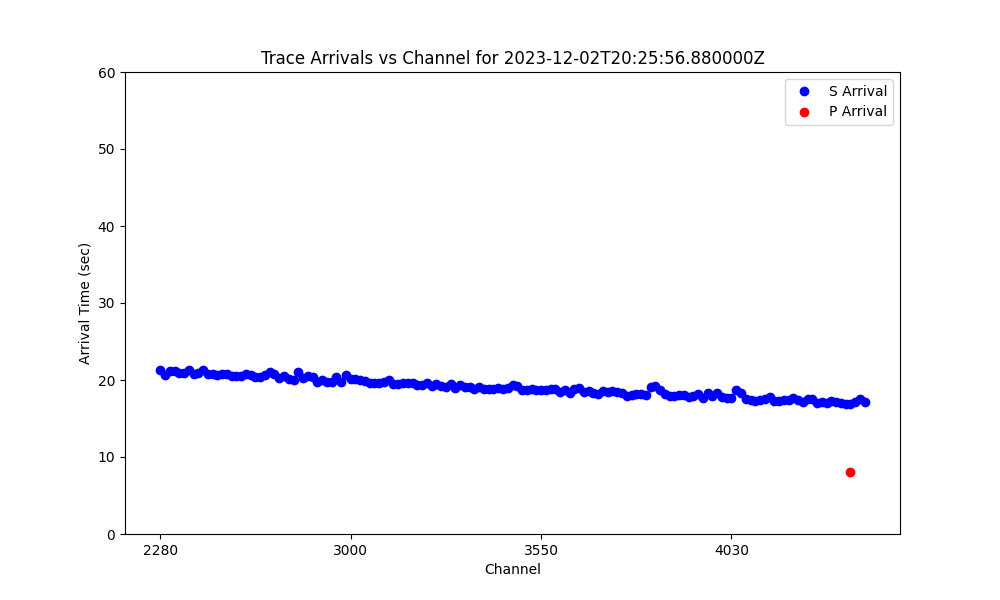 Trace Arrivals vs Channel for 2023-12-02T20:25:56.880000Z
S Arrival
P Arrival
60
50
40
30
20
10
0
Arrival Time (sec)
2280 3000 3550 4030
Channel